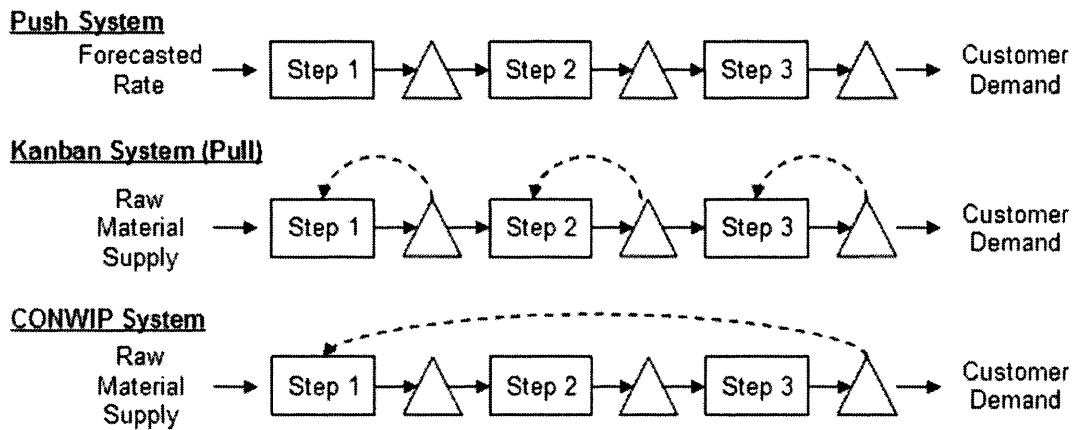 Push System
Forecasted
Rate
Step 1
Step 2
Step 3
Customer
Demand
Kanban System (Pull)
Raw
Material
Supply
Step 1
Step 2
Step 3
Customer
Demand
CONWIP System
Raw
Material
Supply
Step 1
Step 2
Step 3
Customer
Demand